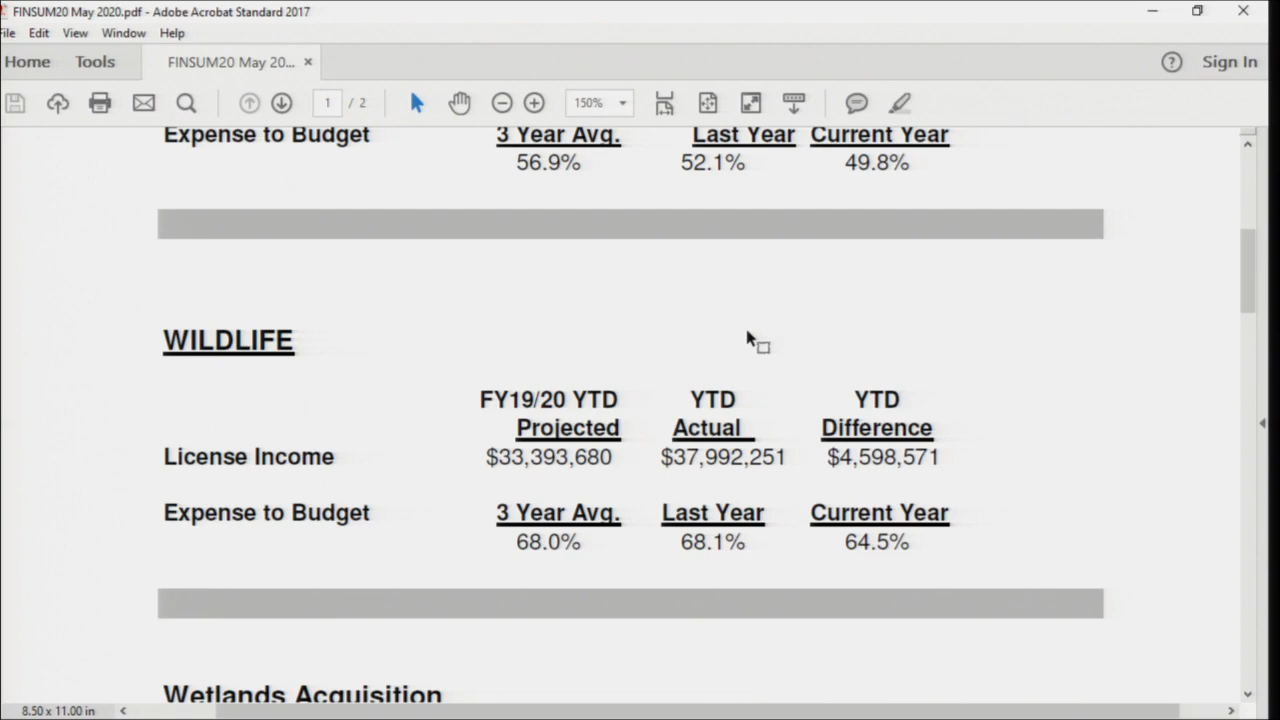 FINSUM20 May 2020.pdf - Adobe Acrobat Standard 2017
File Edit View Window Help
Home Tools FINSUM20 May 20... × ? Sign In
1 / 2 150%
Expense to Budget 3 Year Avg. Last Year Current Year
56.9% 52.1% 49.8%
WILDLIFE
FY19/20 YTD YTD YTD
Projected Actual Difference
License Income $33,393,680 $37,992,251 $4,598,571
Expense to Budget 3 Year Avg. Last Year Current Year
68.0% 68.1% 64.5%
Wetlands Acquisition
8.50 x 11.00 in